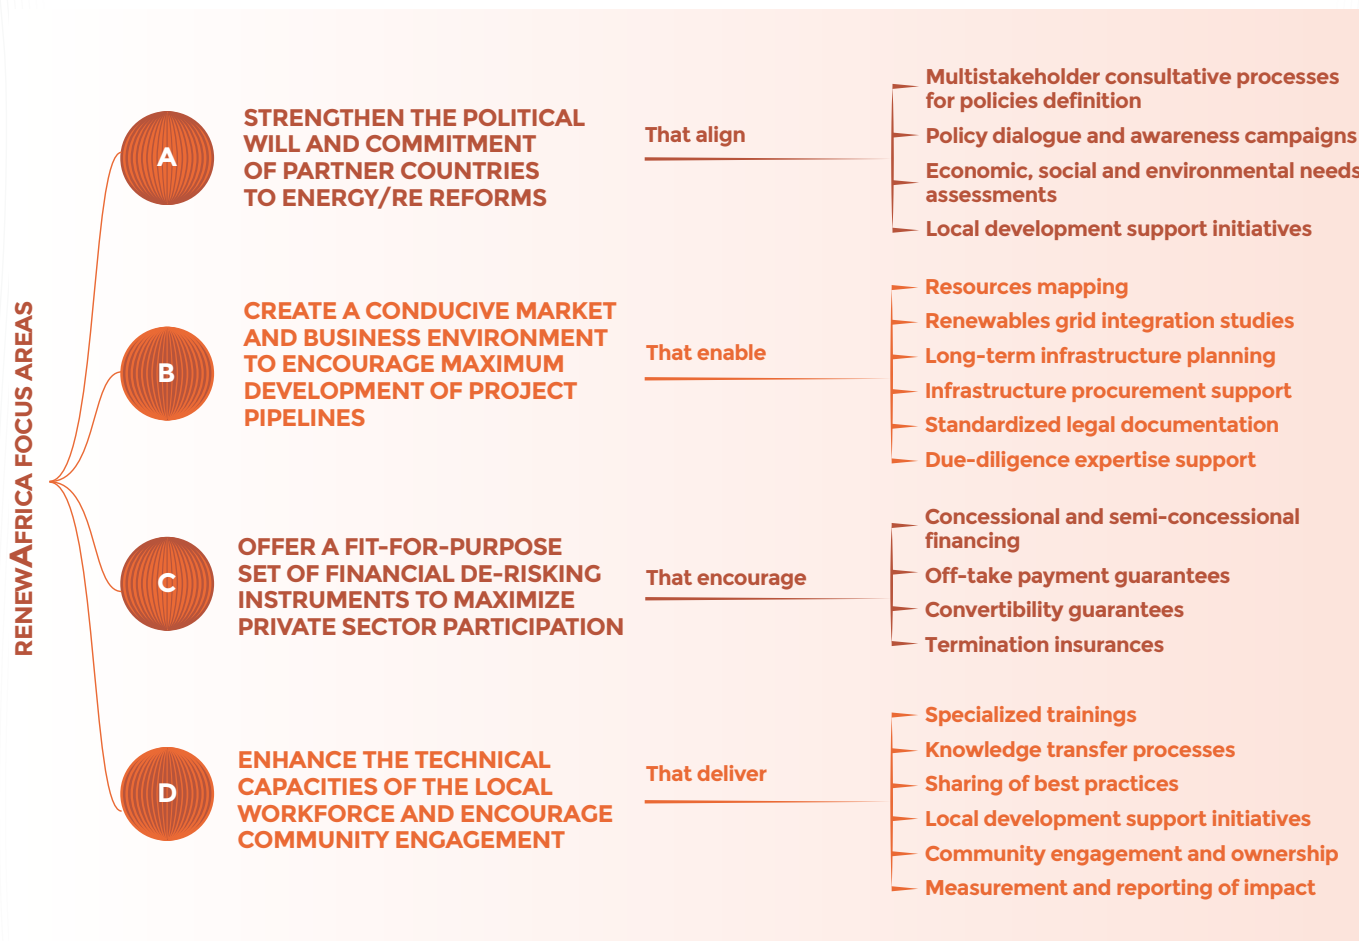 RENEWAFRICA FOCUS AREAS
A
STRENGTHEN THE POLITICAL
WILL AND COMMITMENT
OF PARTNER COUNTRIES
TO ENERGY/RE REFORMS
That align
Multistakeholder consultative processes
for policies definition
Policy dialogue and awareness campaigns
Economic, social and environmental needs
assessments
Local development support initiatives
B
CREATE A CONDUCIVE MARKET
AND BUSINESS ENVIRONMENT
TO ENCOURAGE MAXIMUM
DEVELOPMENT OF PROJECT
PIPELINES
That enable
Resources mapping
Renewables grid integration studies
Long-term infrastructure planning
Infrastructure procurement support
Standardized legal documentation
Due-diligence expertise support
C
OFFER A FIT-FOR-PURPOSE
SET OF FINANCIAL DE-RISKING
INSTRUMENTS TO MAXIMIZE
PRIVATE SECTOR PARTICIPATION
That encourage
Concessional and semi-concessional
financing
Off-take payment guarantees
Convertibility guarantees
Termination insurances
D
ENHANCE THE TECHNICAL
CAPACITIES OF THE LOCAL
WORKFORCE AND ENCOURAGE
COMMUNITY ENGAGEMENT
That deliver
Specialized trainings
Knowledge transfer processes
Sharing of best practices
Local development support initiatives
Community engagement and ownership
Measurement and reporting of impact